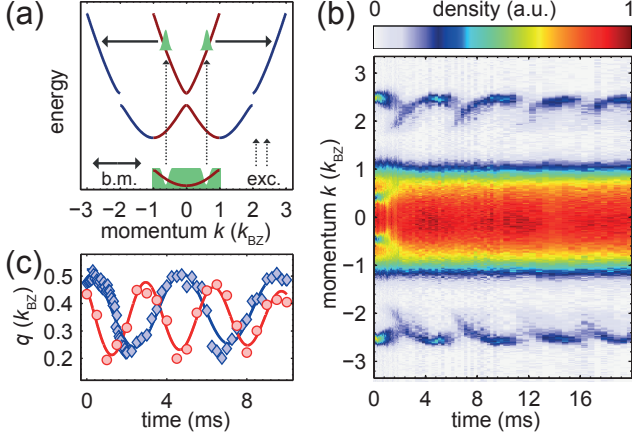 (a)
energy
b.m.
exc.
−3 −2 −1 0 1 2 3
momentum k (k_BZ)
(b)
0 density (a.u.) 1
momentum k (k_BZ)
3
2
1
0
−1
−2
−3
0 4 8 12 16
time (ms)
(c)
q (k_BZ)
0.5
0.4
0.3
0.2
0 2 4 6 8
time (ms)